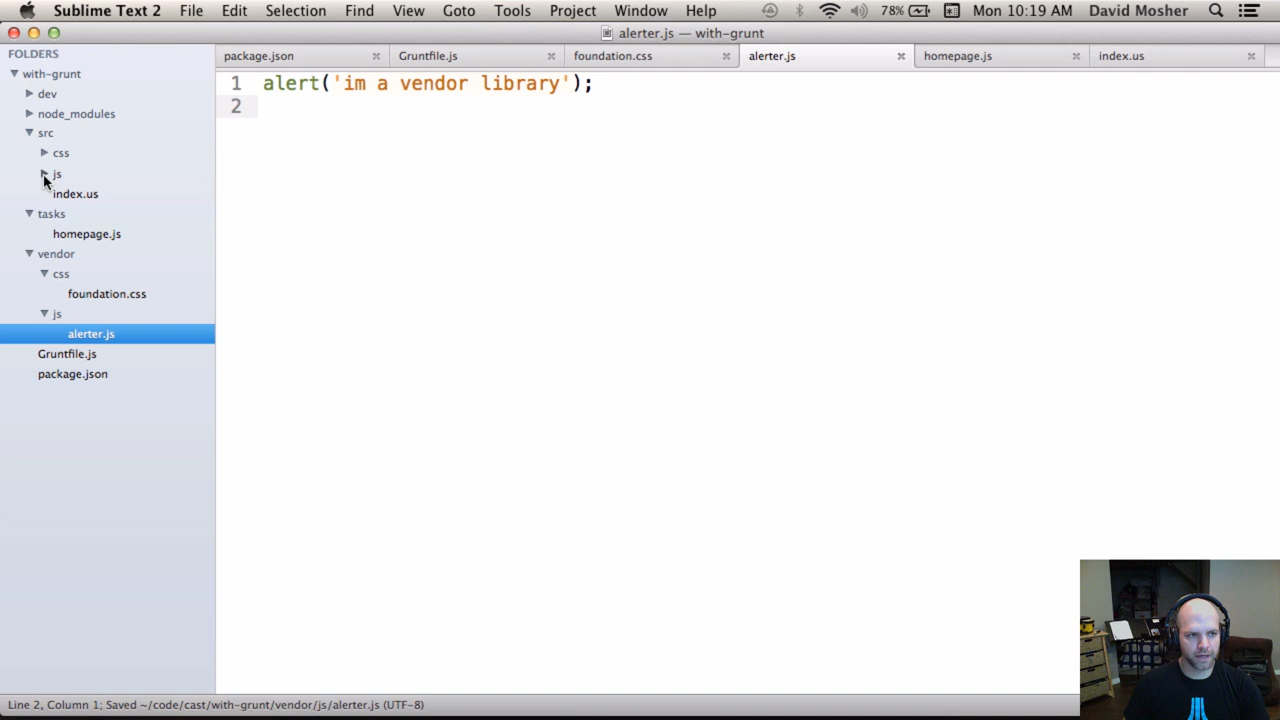 Sublime Text 2 File Edit Selection Find View Goto Tools Project Window Help 78% Mon 10:19 AM David Mosher
alerter.js — with-grunt
FOLDERS
with-grunt
dev
node_modules
src
css
js
index.us
tasks
homepage.js
vendor
css
foundation.css
js
alerter.js
Gruntfile.js
package.json
package.json Gruntfile.js foundation.css alerter.js homepage.js index.us
1 alert('im a vendor library');
2
Line 2, Column 1; Saved ~/code/cast/with-grunt/vendor/js/alerter.js (UTF-8)